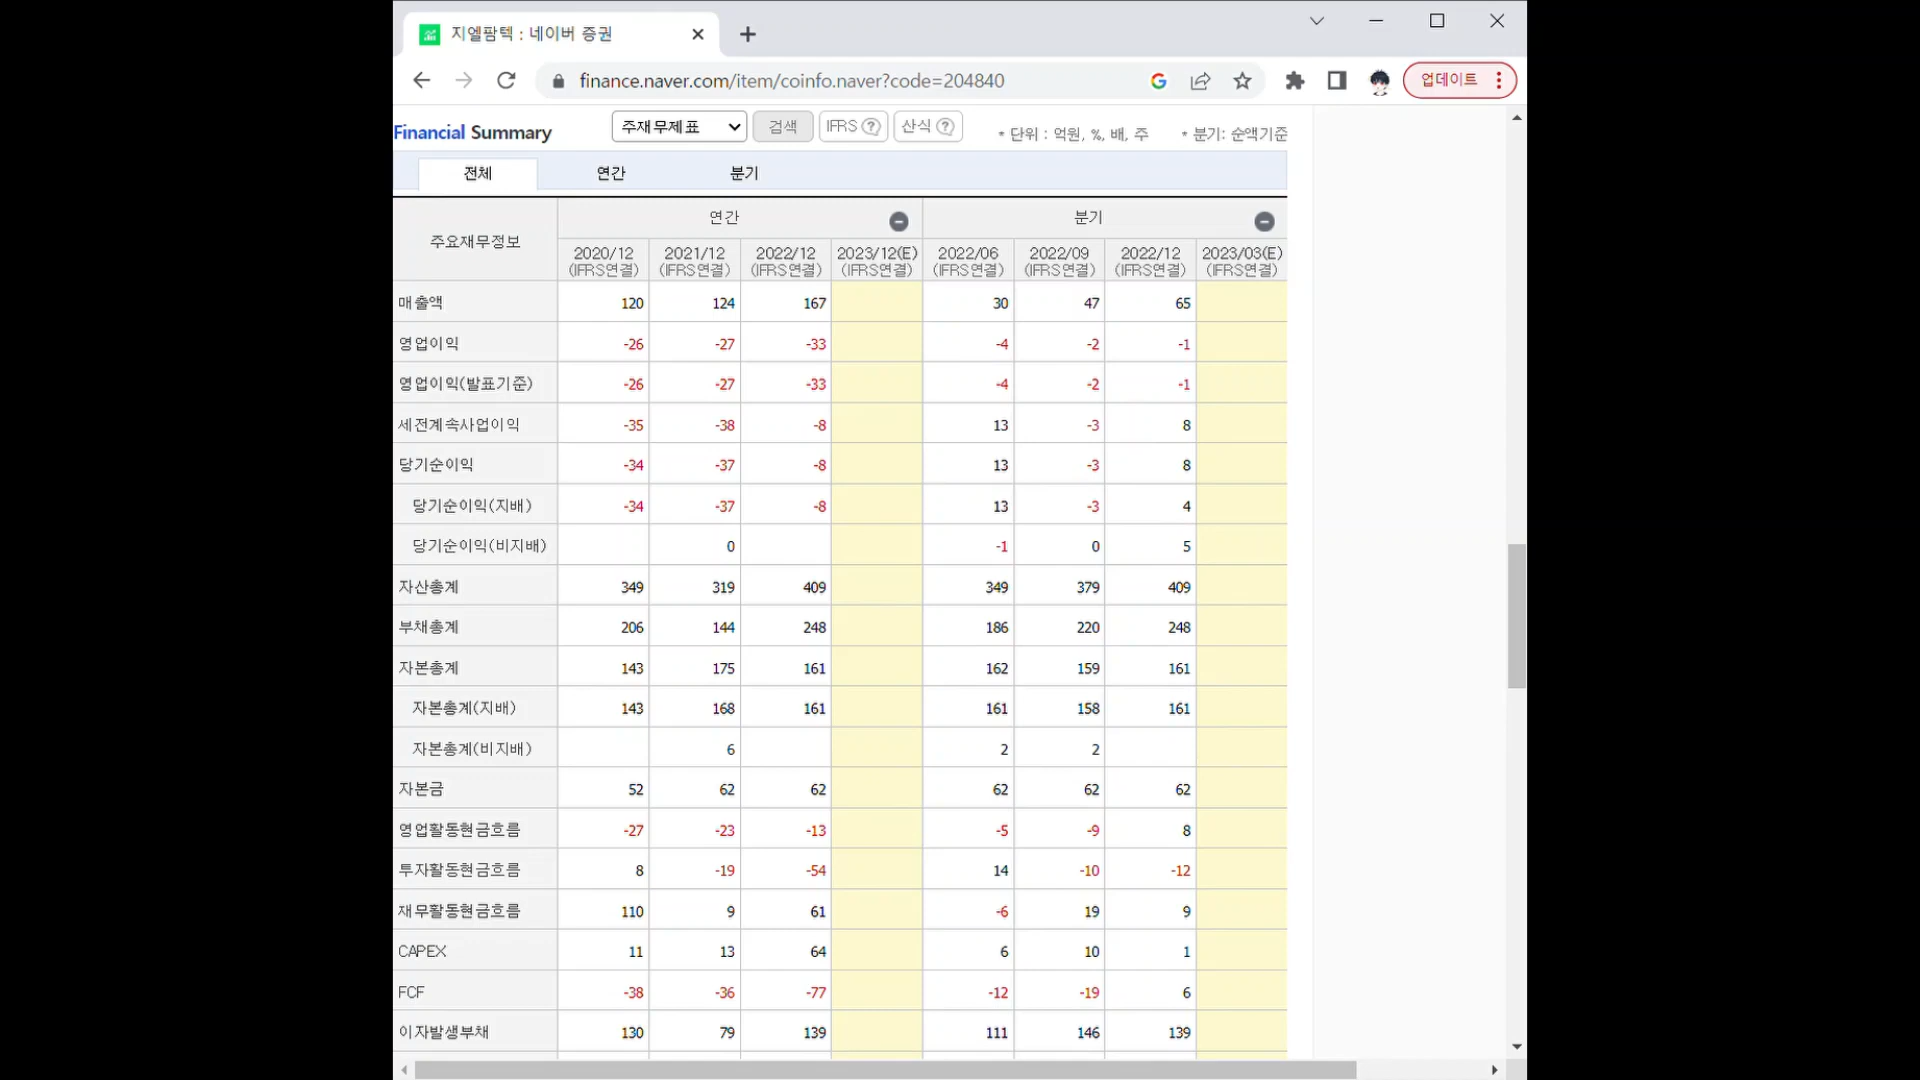 지엘팜텍 : 네이버 증권
finance.naver.com/item/coinfo.naver?code=204840
업데이트
Financial Summary
주재무제표
검색
IFRS ?
산식 ?
* 단위 : 억원, %, 배, 주
* 분기: 순액기준
전체 연간 분기
주요재무정보 연간 분기
2020/12 2021/12 2022/12 2023/12(E) 2022/06 2022/09 2022/12 2023/03(E)
(IFRS연결) (IFRS연결) (IFRS연결) (IFRS연결) (IFRS연결) (IFRS연결) (IFRS연결) (IFRS연결)
매출액 120 124 167 30 47 65
영업이익 -26 -27 -33 -4 -2 -1
영업이익(발표기준) -26 -27 -33 -4 -2 -1
세전계속사업이익 -35 -38 -8 13 -3 8
당기순이익 -34 -37 -8 13 -3 8
당기순이익(지배) -34 -37 -8 13 -3 4
당기순이익(비지배) 0 -1 0 5
자산총계 349 319 409 349 379 409
부채총계 206 144 248 186 220 248
자본총계 143 175 161 162 159 161
자본총계(지배) 143 168 161 161 158 161
자본총계(비지배) 6 2 2
자본금 52 62 62 62 62 62
영업활동현금흐름 -27 -23 -13 -5 -9 8
투자활동현금흐름 8 -19 -54 14 -10 -12
재무활동현금흐름 110 9 61 -6 19 9
CAPEX 11 13 64 6 10 1
FCF -38 -36 -77 -12 -19 6
이자발생부채 130 79 139 111 146 139